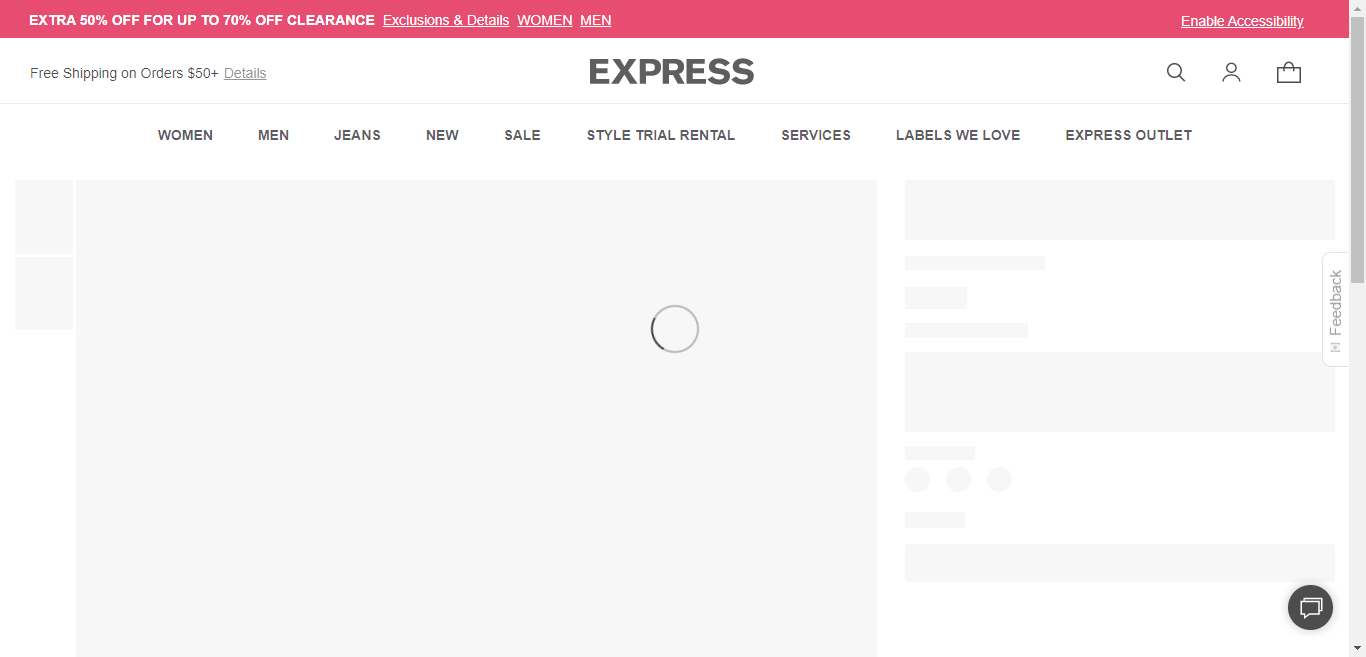 EXTRA 50% OFF FOR UP TO 70% OFF CLEARANCE Exclusions & Details WOMEN MEN Enable Accessibility
Free Shipping on Orders $50+ Details EXPRESS
WOMEN MEN JEANS NEW SALE STYLE TRIAL RENTAL SERVICES LABELS WE LOVE EXPRESS OUTLET
Feedback